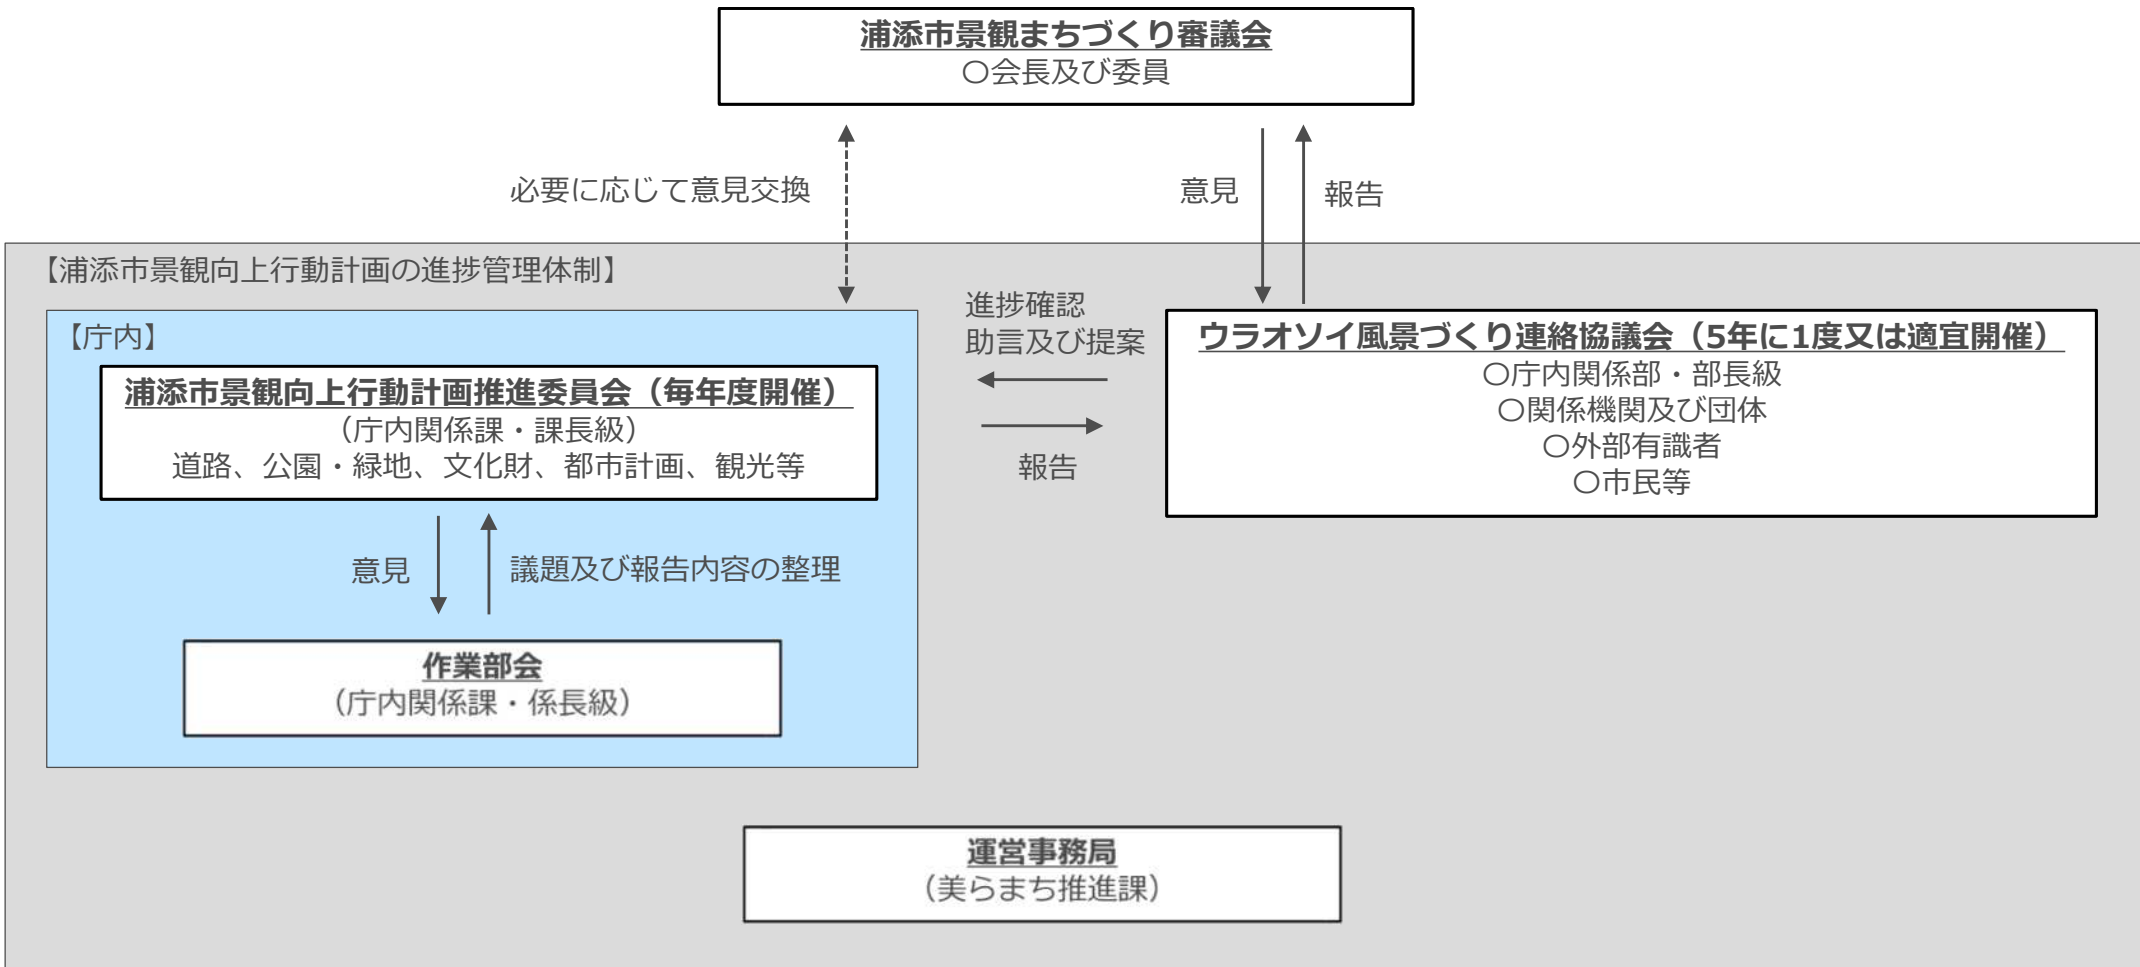 浦添市景観まちづくり審議会
〇会長及び委員
必要に応じて意見交換
意見
報告
【浦添市景観向上行動計画の進捗管理体制】
【庁内】
浦添市景観向上行動計画推進委員会（毎年度開催）
（庁内関係課・課長級）
道路、公園・緑地、文化財、都市計画、観光等
進捗確認
助言及び提案
報告
ウラオソイ風景づくり連絡協議会（5年に1度又は適宜開催）
〇庁内関係部・部長級
〇関係機関及び団体
〇外部有識者
〇市民等
意見
議題及び報告内容の整理
作業部会
（庁内関係課・係長級）
運営事務局
（美らまち推進課）